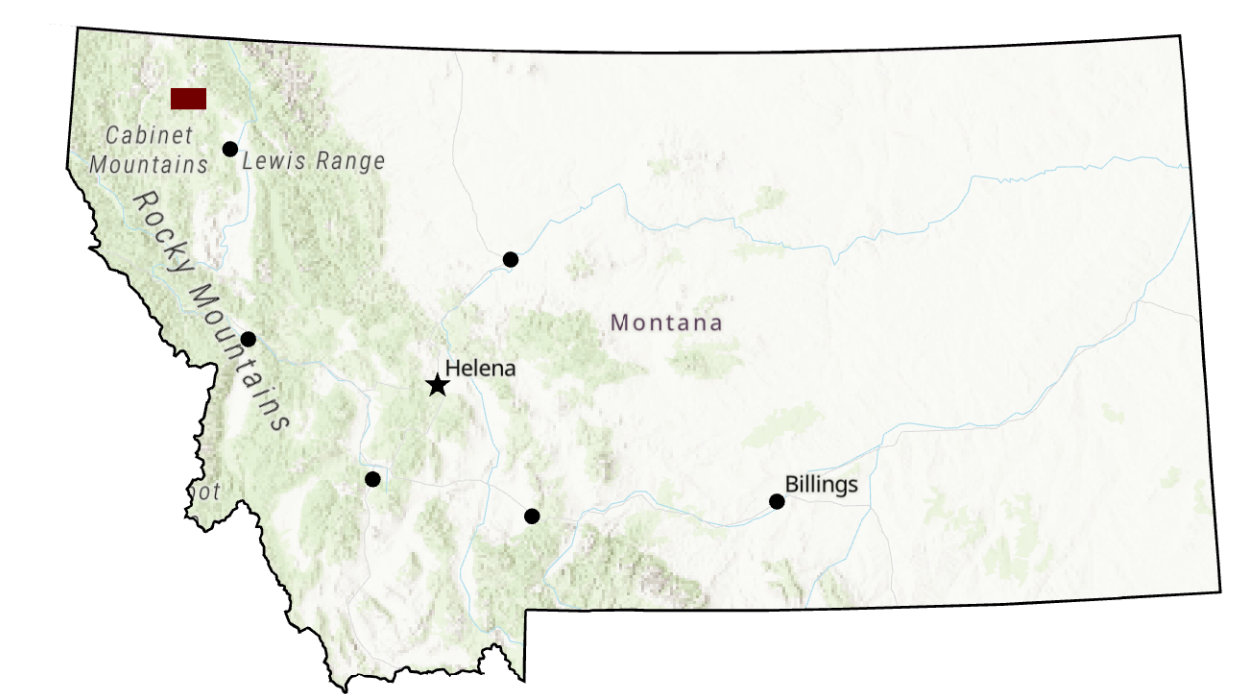 Cabinet
Mountains
Lewis Range
Rocky Mountains
Montana
Helena
Billings